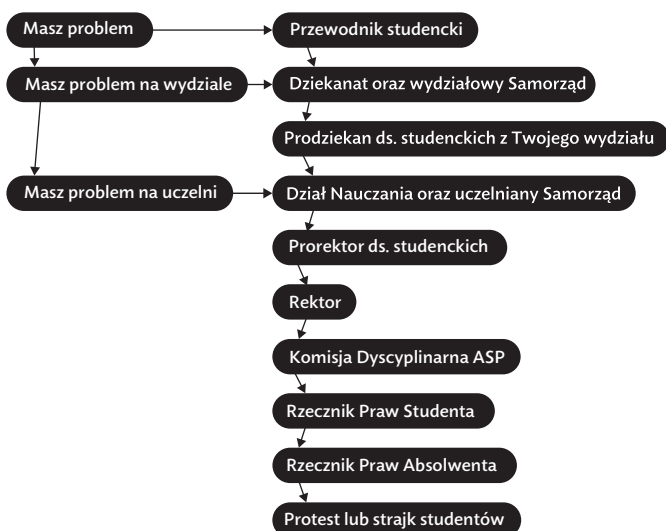 Masz problem
Przewodnik studencki
Masz problem na wydziale
Dziekanat oraz wydziałowy Samorząd
Prodziekan ds. studenckich z Twojego wydziału
Masz problem na uczelni
Dział Nauczania oraz uczelniany Samorząd
Prorektor ds. studenckich
Rektor
Komisja Dyscyplinarna ASP
Rzecznik Praw Studenta
Rzecznik Praw Absolwenta
Protest lub strajk studentów